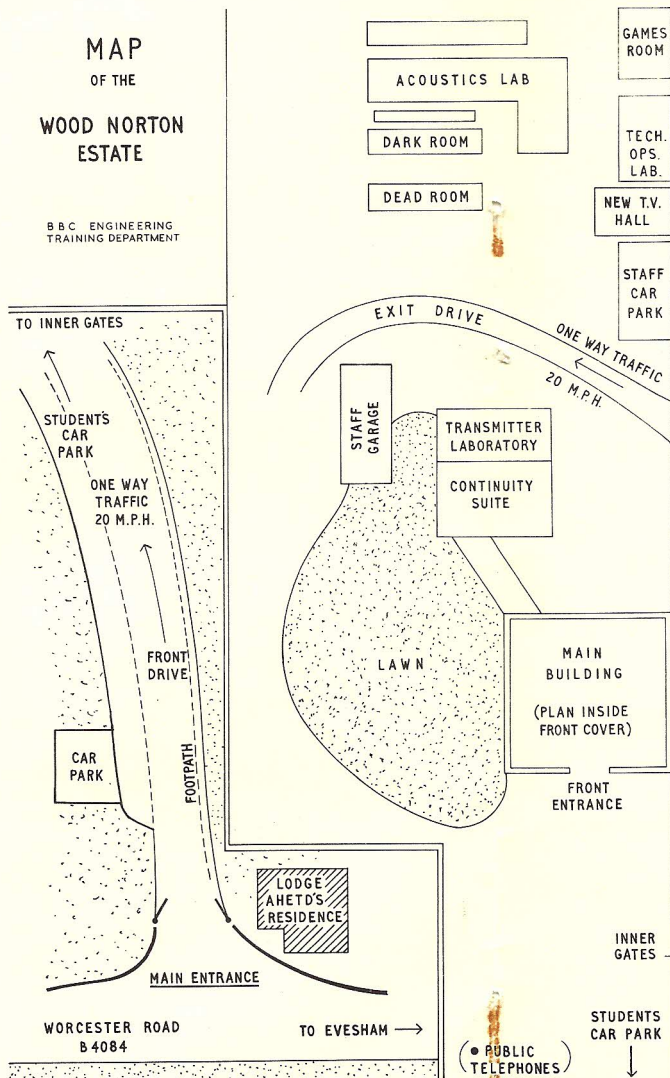 MAP
OF THE
WOOD NORTON
ESTATE
BBC ENGINEERING
TRAINING DEPARTMENT
ACOUSTICS LAB
DARK ROOM
DEAD ROOM
GAMES
ROOM
TECH.
OPS.
LAB.
NEW T.V.
HALL
STAFF
CAR
PARK
EXIT DRIVE
ONE WAY TRAFFIC
20 M.P.H.
STAFF
GARAGE
TRANSMITTER
LABORATORY
CONTINUITY
SUITE
LAWN
MAIN
BUILDING
(PLAN INSIDE
FRONT COVER)
FRONT
ENTRANCE
TO INNER GATES
STUDENT'S
CAR
PARK
ONE WAY
TRAFFIC
20 M.P.H.
FRONT
DRIVE
CAR
PARK
FOOTPATH
LODGE
AHETD'S
RESIDENCE
MAIN ENTRANCE
WORCESTER ROAD
B4084
TO EVESHAM
INNER
GATES
STUDENTS
CAR PARK
(• PUBLIC
TELEPHONES)